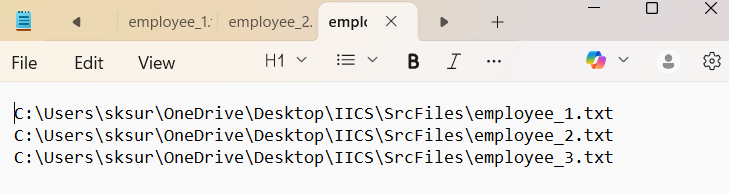 employee_1.
employee_2.
emplo
File Edit View H1 B I
C:\Users\sksur\OneDrive\Desktop\IICS\SrcFiles\employee_1.txt
C:\Users\sksur\OneDrive\Desktop\IICS\SrcFiles\employee_2.txt
C:\Users\sksur\OneDrive\Desktop\IICS\SrcFiles\employee_3.txt